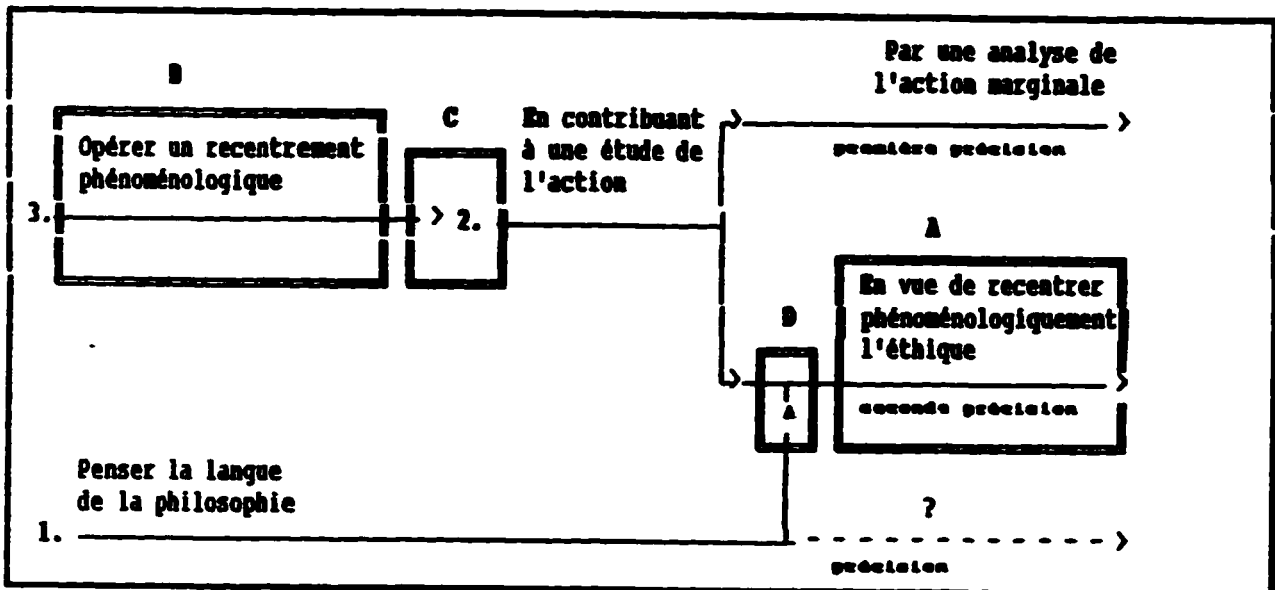 Par une analyse de
l'action marginale
B
C
En contribuant
à une étude de
l'action
Opérer un recentrement
phénoménologique
première précision
3.
2.
A
En vue de recentrer
phénoménologiquement
l'éthique
D
seconde précision
Penser la langue
de la philosophie
?
1.
précision